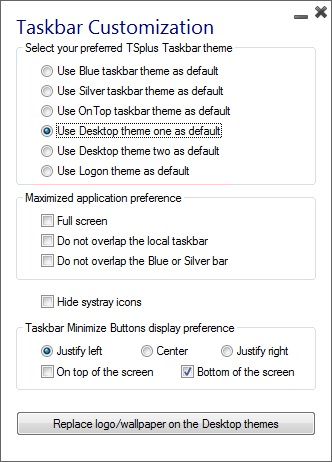 Taskbar Customization
Select your preferred TSplus Taskbar theme
Use Blue taskbar theme as default
Use Silver taskbar theme as default
Use OnTop taskbar theme as default
Use Desktop theme one as default
Use Desktop theme two as default
Use Logon theme as default
Maximized application preference
Full screen
Do not overlap the local taskbar
Do not overlap the Blue or Silver bar
Hide systray icons
Taskbar Minimize Buttons display preference
Justify left Center Justify right
On top of the screen Bottom of the screen
Replace logo/wallpaper on the Desktop themes